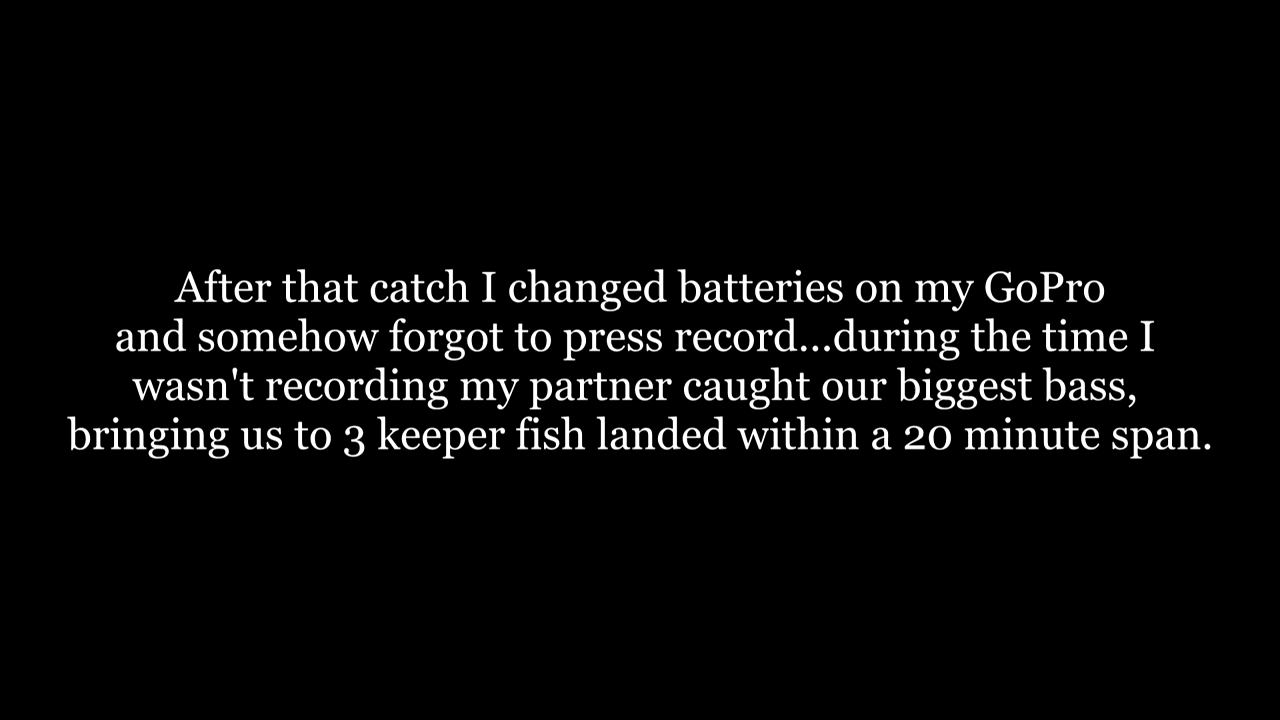 After that catch I changed batteries on my GoPro
and somehow forgot to press record...during the time I
wasn't recording my partner caught our biggest bass,
bringing us to 3 keeper fish landed within a 20 minute span.